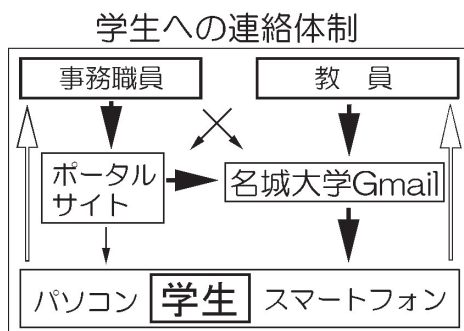 学生への連絡体制
事務職員
教　員
ポータル
サイト
名城大学Gmail
パソコン
学生
スマートフォン